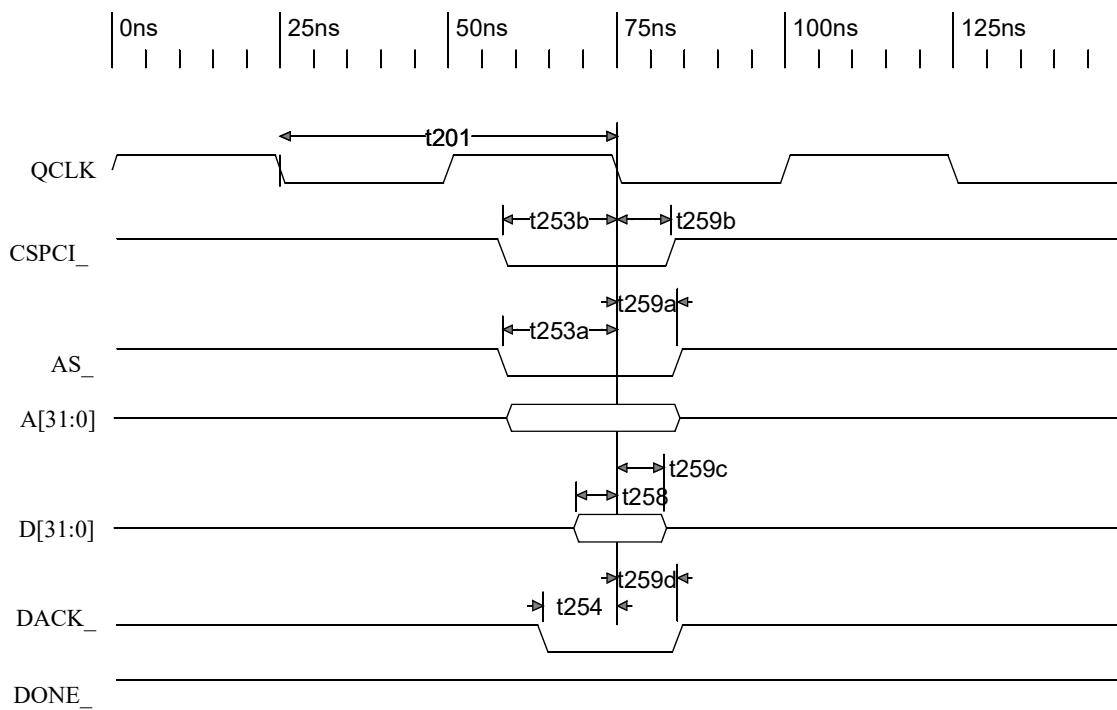 0ns 25ns 50ns 75ns 100ns 125ns
t201
QCLK
t253b t259b
CSPCI_
t259a
t253a
AS_
A[31:0]
t259c
t258
D[31:0]
t259d
t254
DACK_
DONE_